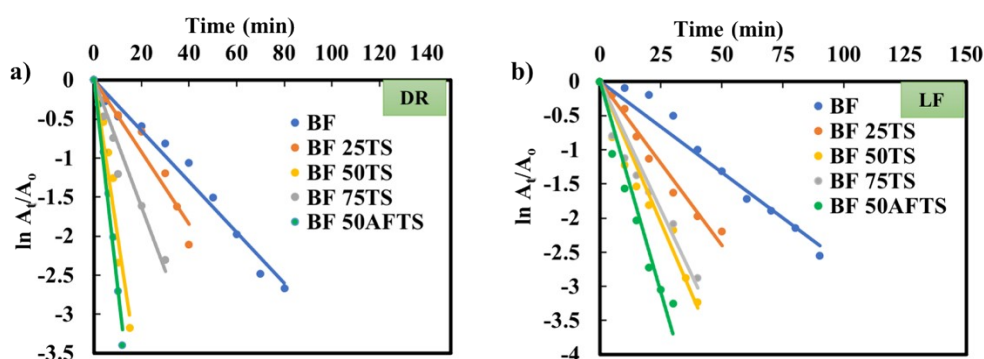 Time (min)
0 20 40 60 80 100 120 140
a)
0
-0.5
-1
-1.5
-2
-2.5
-3
-3.5
ln At/Ao
DR
BF
BF 25TS
BF 50TS
BF 75TS
BF 50AFTS
Time (min)
0 25 50 75 100 125 150
b)
0
-0.5
-1
-1.5
-2
-2.5
-3
-3.5
-4
ln At/Ao
LF
BF
BF 25TS
BF 50TS
BF 75TS
BF 50AFTS